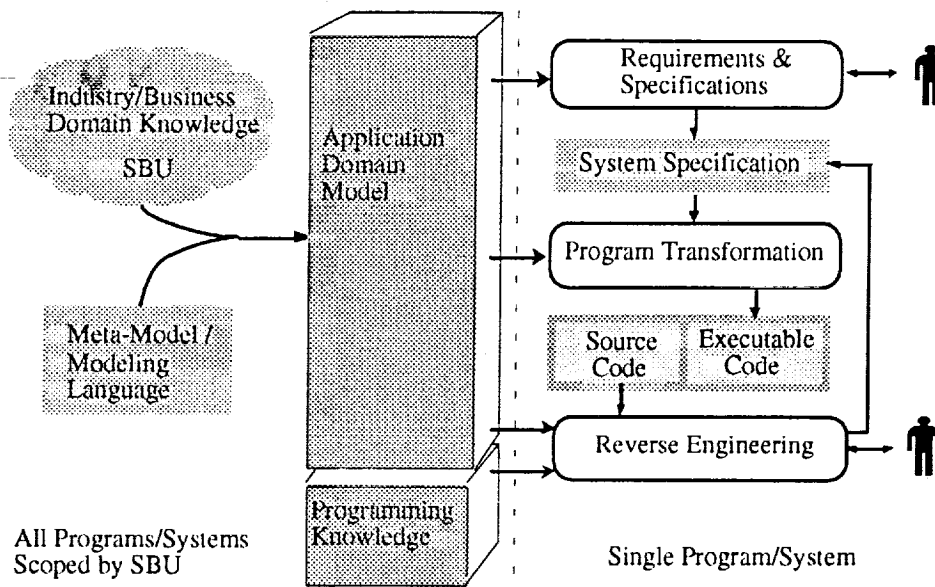 Industry/Business
Domain Knowledge
SBU
Meta-Model /
Modeling
Language
All Programs/Systems
Scoped by SBU
Application
Domain
Model
Programming
Knowledge
Requirements &
Specifications
System Specification
Program Transformation
Source
Code
Executable
Code
Reverse Engineering
Single Program/System